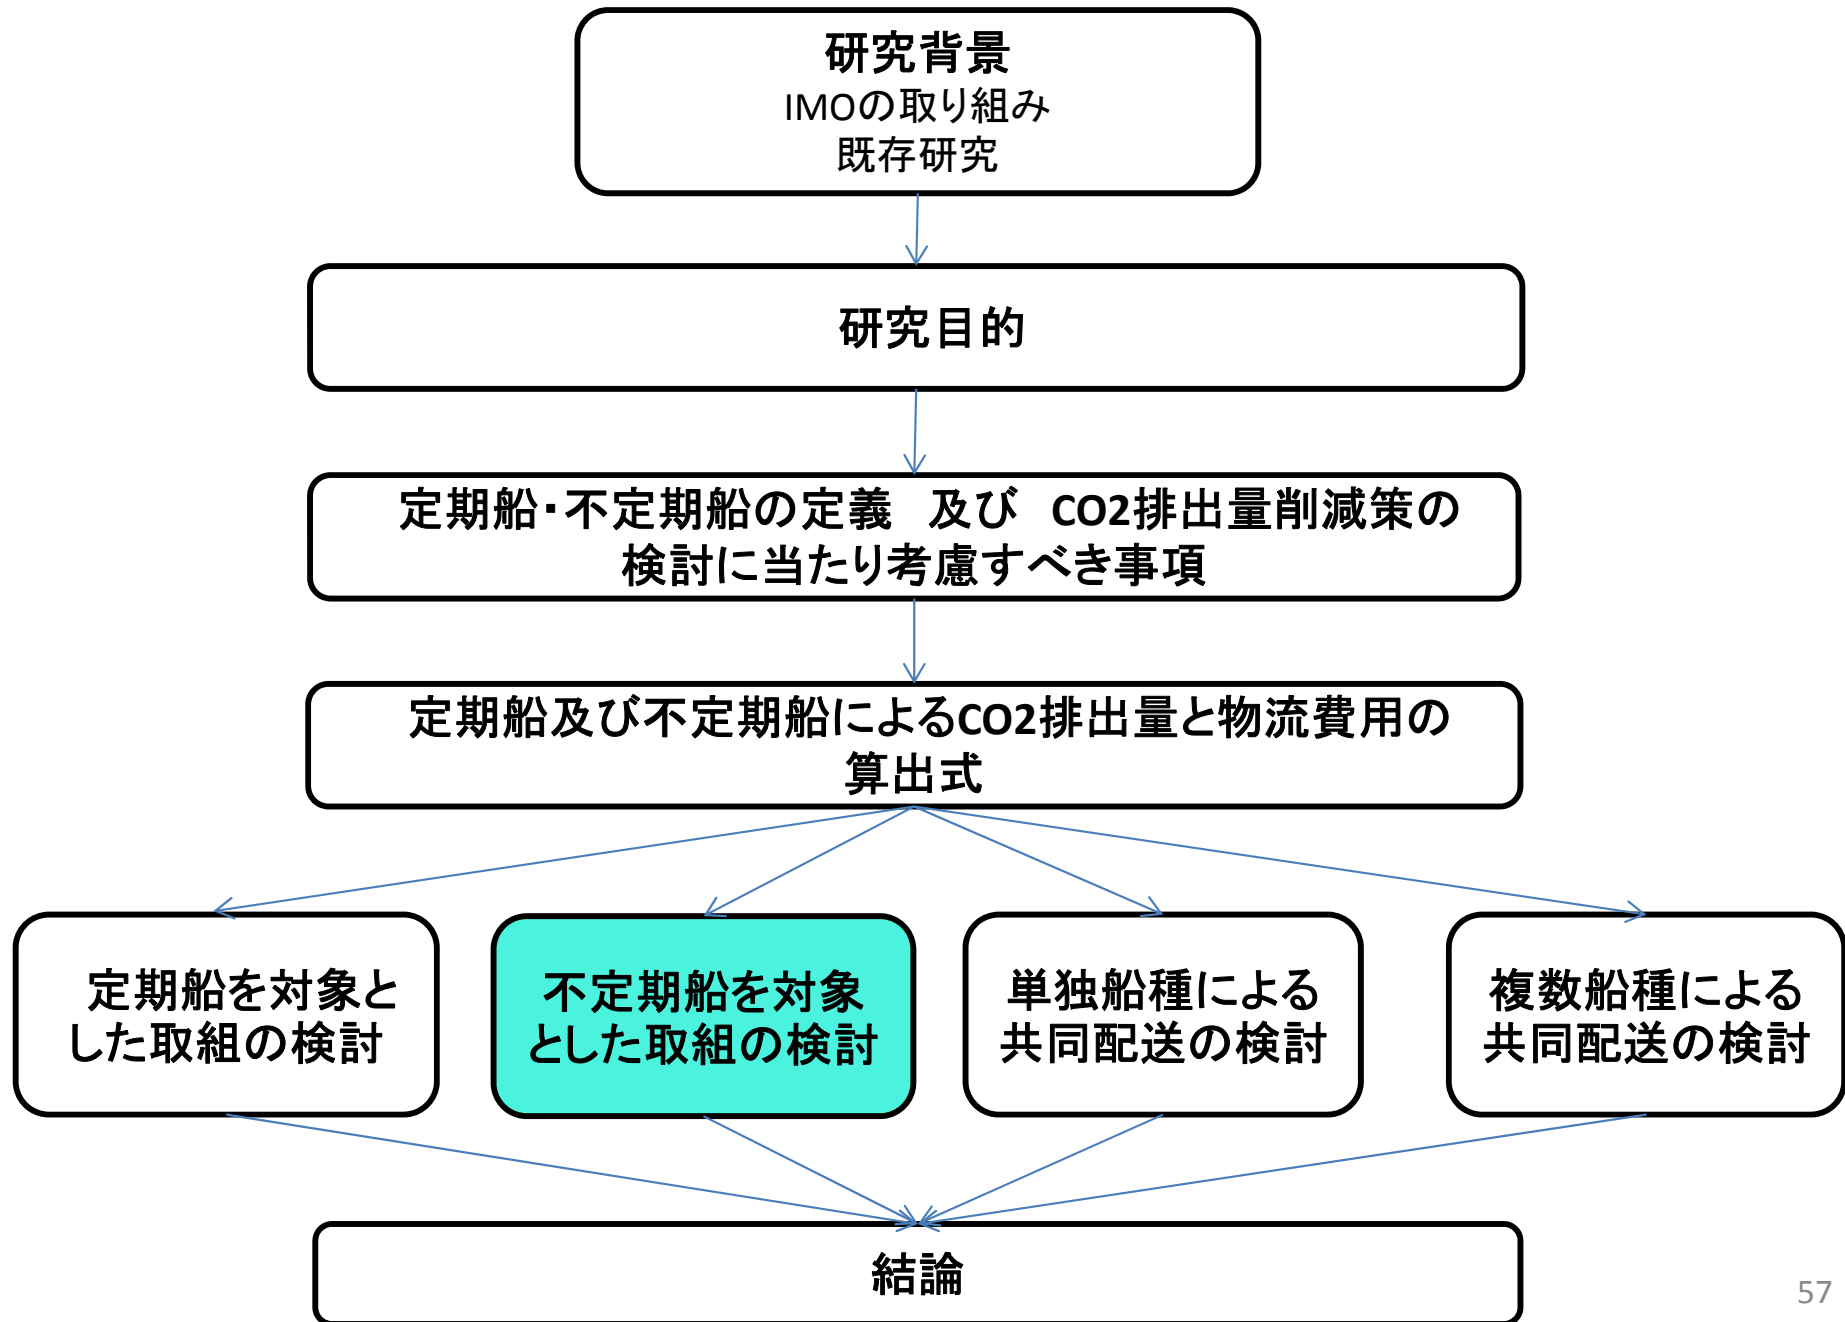 研究背景
IMOの取り組み
既存研究
研究目的
定期船・不定期船の定義　及び　CO2排出量削減策の
検討に当たり考慮すべき事項
定期船及び不定期船によるCO2排出量と物流費用の
算出式
定期船を対象と
した取組の検討
不定期船を対象
とした取組の検討
単独船種による
共同配送の検討
複数船種による
共同配送の検討
結論
57